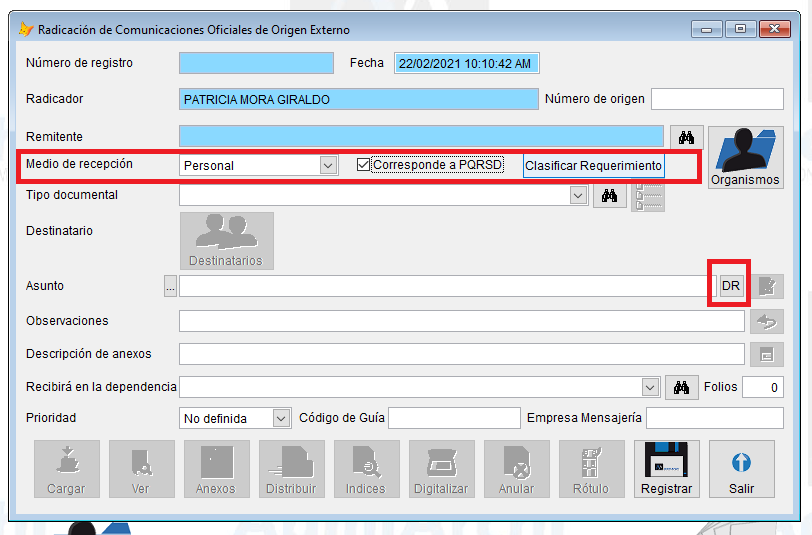 Radicación de Comunicaciones Oficiales de Origen Externo
Número de registro Fecha 22/02/2021 10:10:42 AM
Radicador PATRICIA MORA GIRALDO Número de origen
Remitente
Medio de recepción Personal Corresponde a PQRSD Clasificar Requerimiento
Organismos
Tipo documental
Destinatario
Destinatarios
Asunto ... DR
Observaciones
Descripción de anexos
Recibirá en la dependencia Folios 0
Prioridad No definida Código de Guía Empresa Mensajería
Cargar Ver Anexos Distribuir Indices Digitalizar Anular Rótulo Registrar Salir